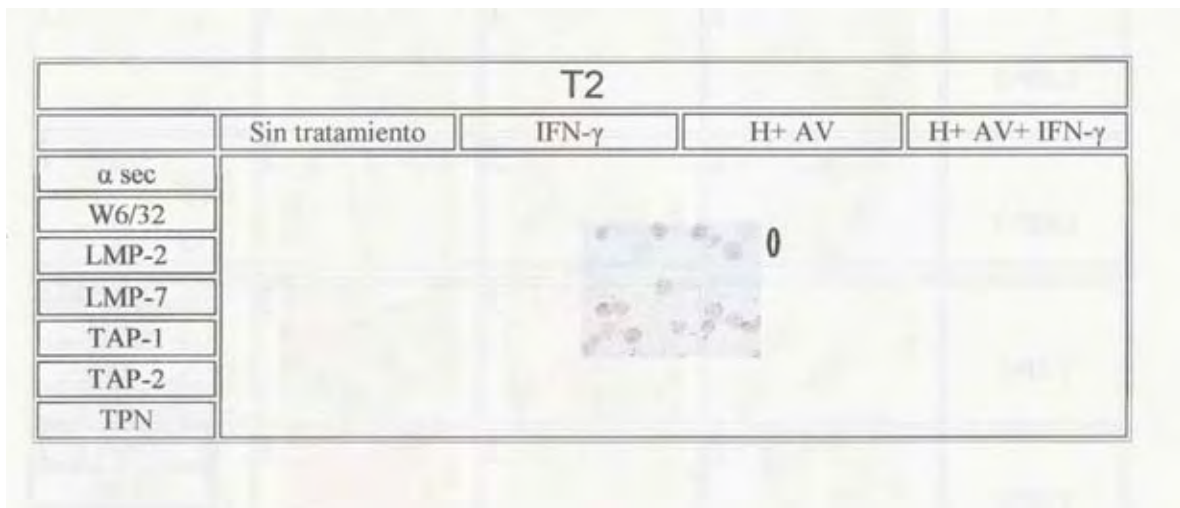 T2
Sin tratamiento IFN-γ H+ AV H+ AV+ IFN-γ
α sec
W6/32
LMP-2
0
LMP-7
TAP-1
TAP-2
TPN